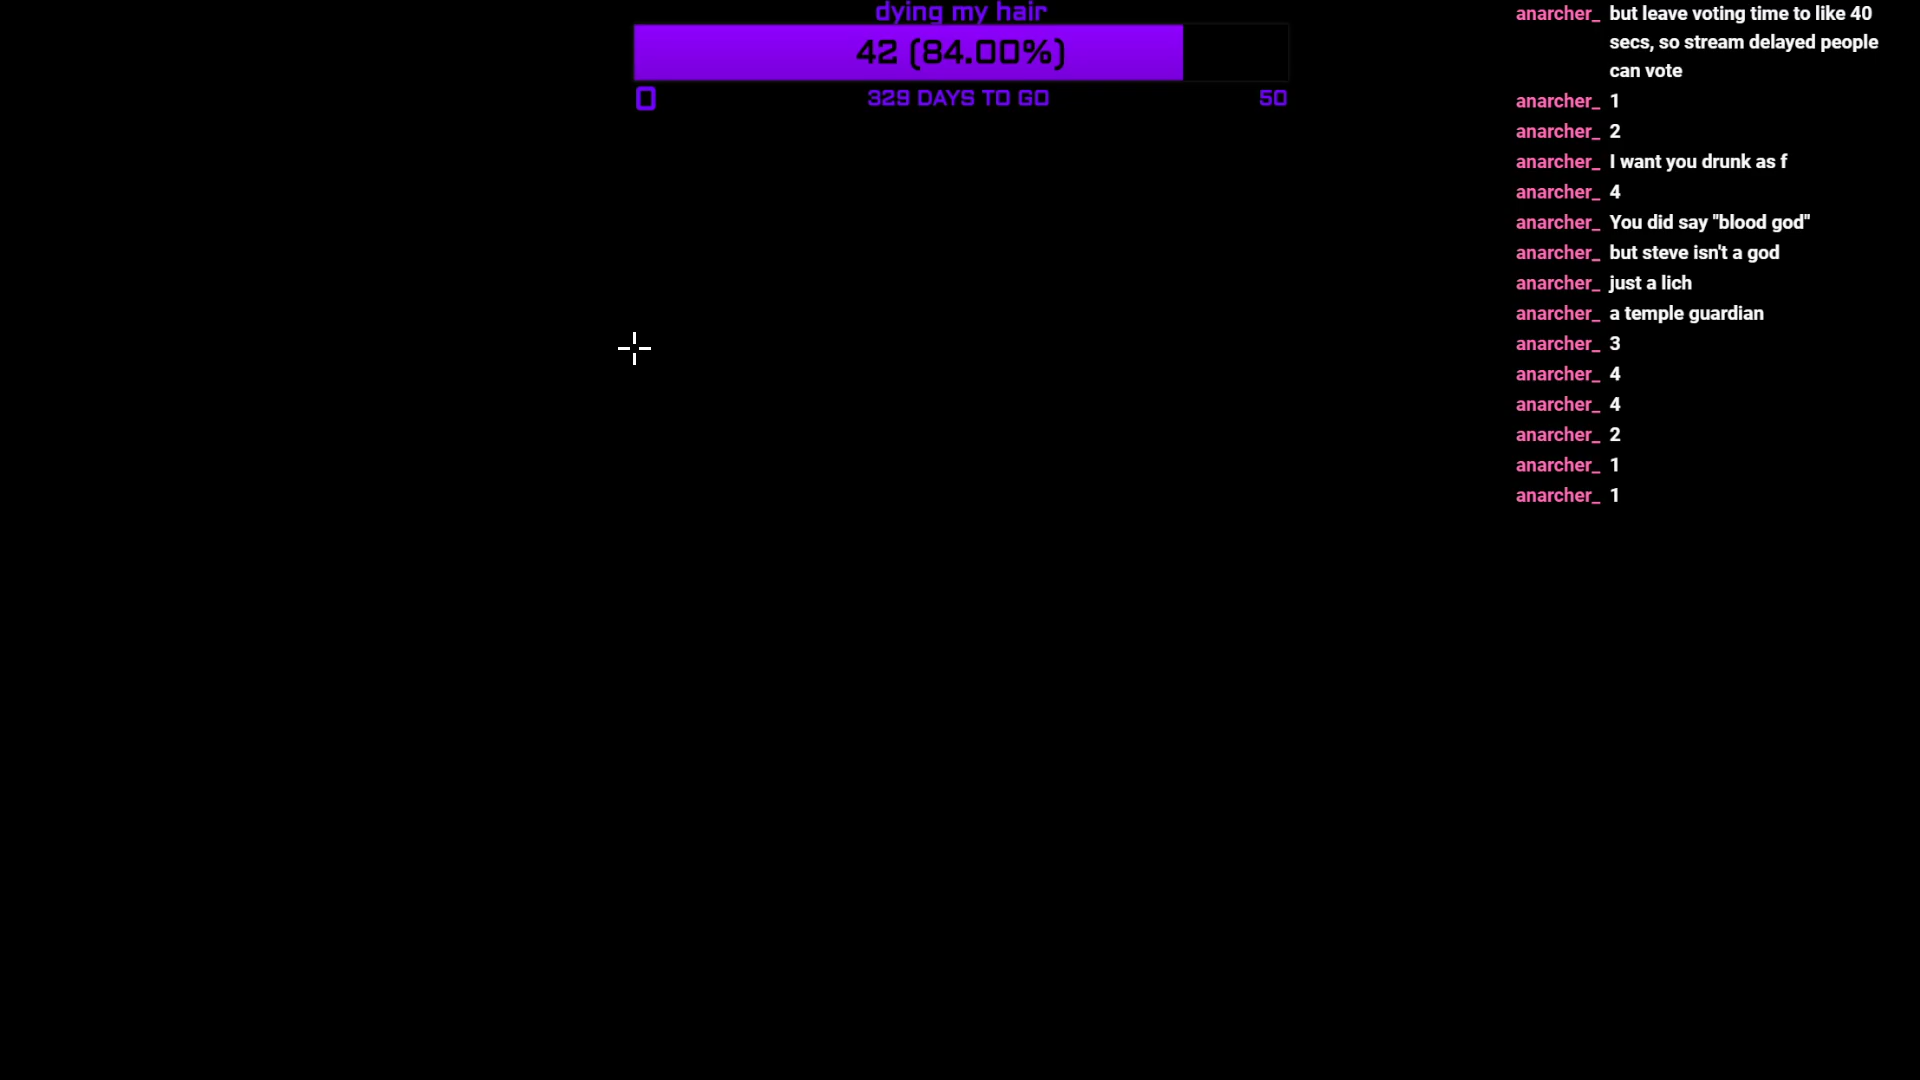 dying my hair
42 (84.00%)
0 329 DAYS TO GO 50
anarcher_ but leave voting time to like 40
secs, so stream delayed people
can vote
anarcher_ 1
anarcher_ 2
anarcher_ I want you drunk as f
anarcher_ 4
anarcher_ You did say "blood god"
anarcher_ but steve isn't a god
anarcher_ just a lich
anarcher_ a temple guardian
anarcher_ 3
anarcher_ 4
anarcher_ 4
anarcher_ 2
anarcher_ 1
anarcher_ 1